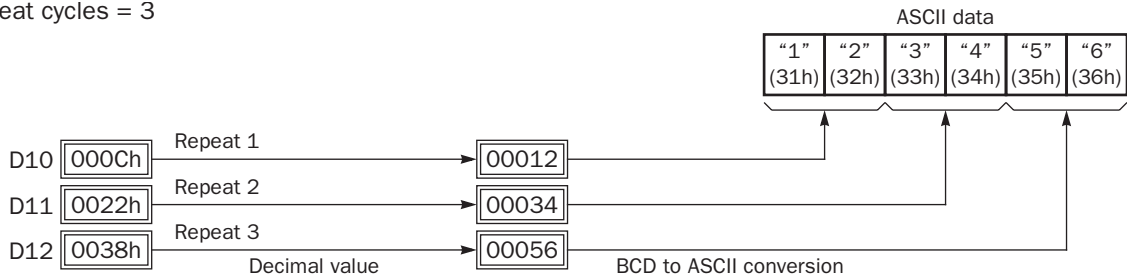 eat cycles = 3
ASCII data
“1” “2” “3” “4” “5” “6”
(31h) (32h) (33h) (34h) (35h) (36h)
D10 000Ch Repeat 1 00012
D11 0022h Repeat 2 00034
D12 0038h Repeat 3 00056
Decimal value BCD to ASCII conversion